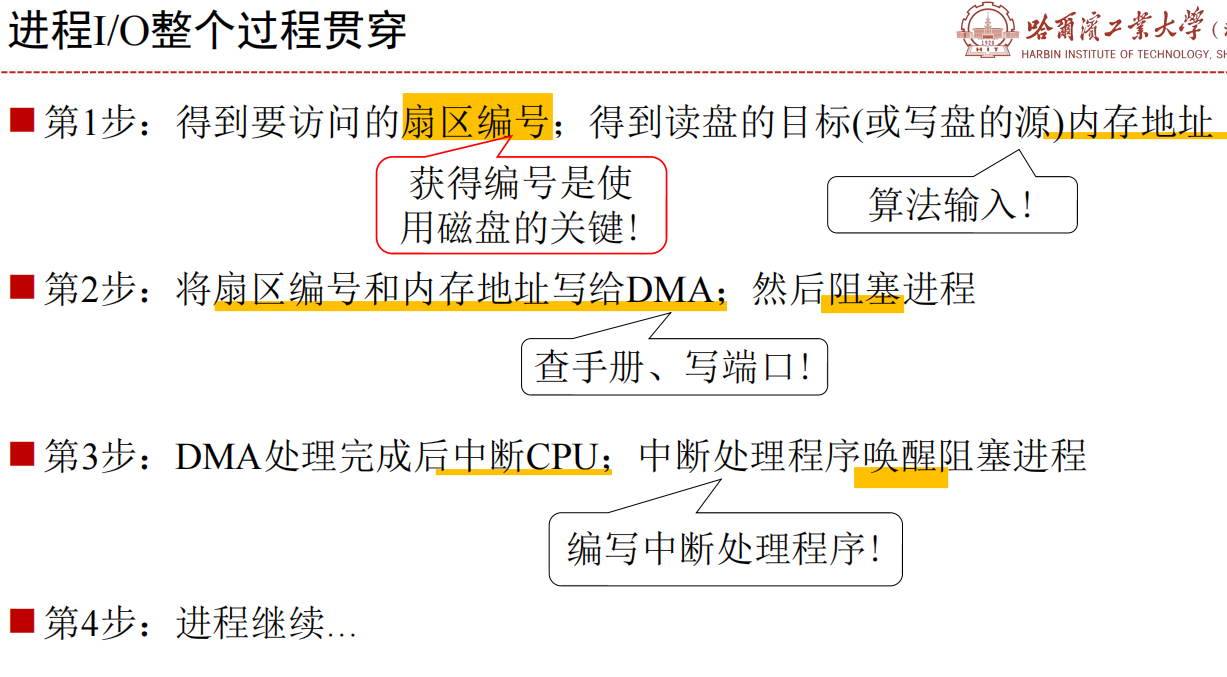 进程I/O整个过程贯穿
哈爾濱工業大學
HARBIN INSTITUTE OF TECHNOLOGY, SH
1920
HIT
第1步：得到要访问的扇区编号；得到读盘的目标(或写盘的源)内存地址
获得编号是使
用磁盘的关键！
算法输入！
第2步：将扇区编号和内存地址写给DMA；然后阻塞进程
查手册、写端口！
第3步：DMA处理完成后中断CPU；中断处理程序唤醒阻塞进程
编写中断处理程序！
第4步：进程继续…